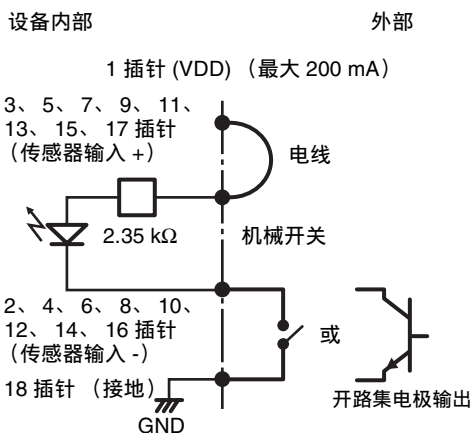 设备内部
外部
1 插针 (VDD) （最大 200 mA）
3、 5、 7、 9、 11、
13、 15、 17 插针
（传感器输入 +）
电线
2.35 kΩ
机械开关
2、 4、 6、 8、 10、
12、 14、 16 插针
（传感器输入 -）
或
18 插针 （接地）
开路集电极输出
GND